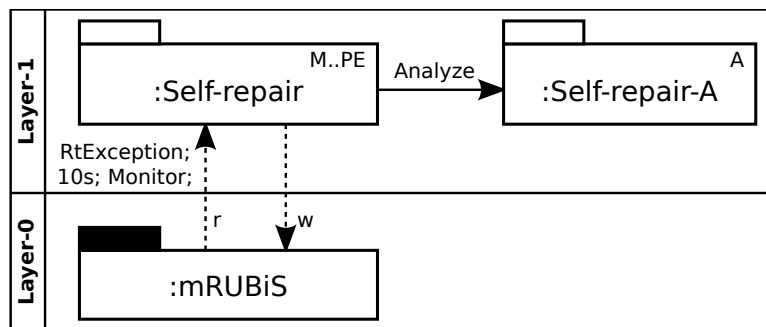 Layer-1
M..PE
:Self-repair
Analyze
A
:Self-repair-A
RtException;
10s; Monitor;
r
w
Layer-0
:mRUBiS